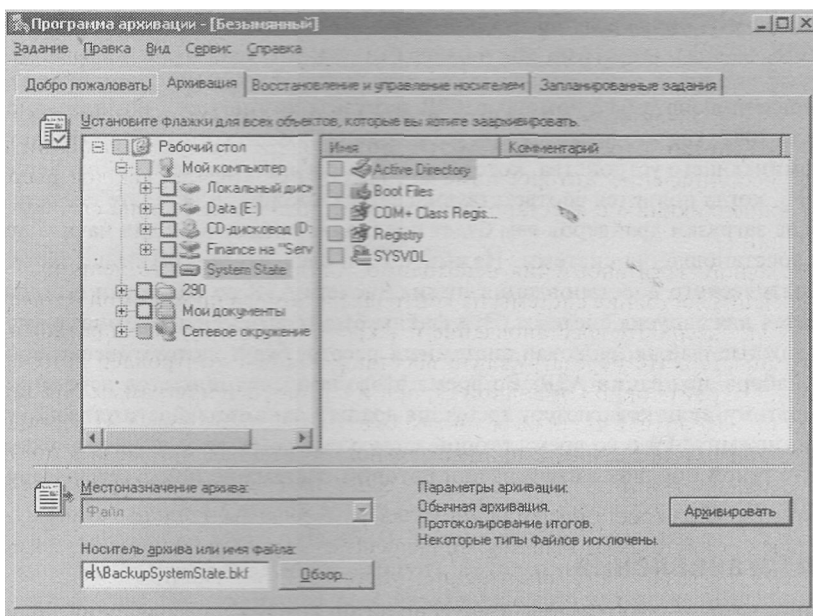 Программа архивации - [Безымянный]
Задание Правка Вид Сервис Справка
Добро пожаловать! Архивация Восстановление и управление носителем Запланированные задания
Установите флажки для всех объектов, которые вы хотите заархивировать.
Рабочий стол
Мой компьютер
Локальный диск
Data (E:)
CD-дисковод (D:
Finance на "Serv
System State
290
Мои документы
Сетевое окружение
Имя Комментарий
Active Directory
Boot Files
COM+ Class Regis...
Registry
SYSVOL
Местоназначение архива:
Файл
Носитель архива или имя файла:
e:\BackupSystemState.bkf Обзор...
Параметры архивации:
Обычная архивация.
Протоколирование итогов.
Некоторые типы файлов исключены.
Архивировать